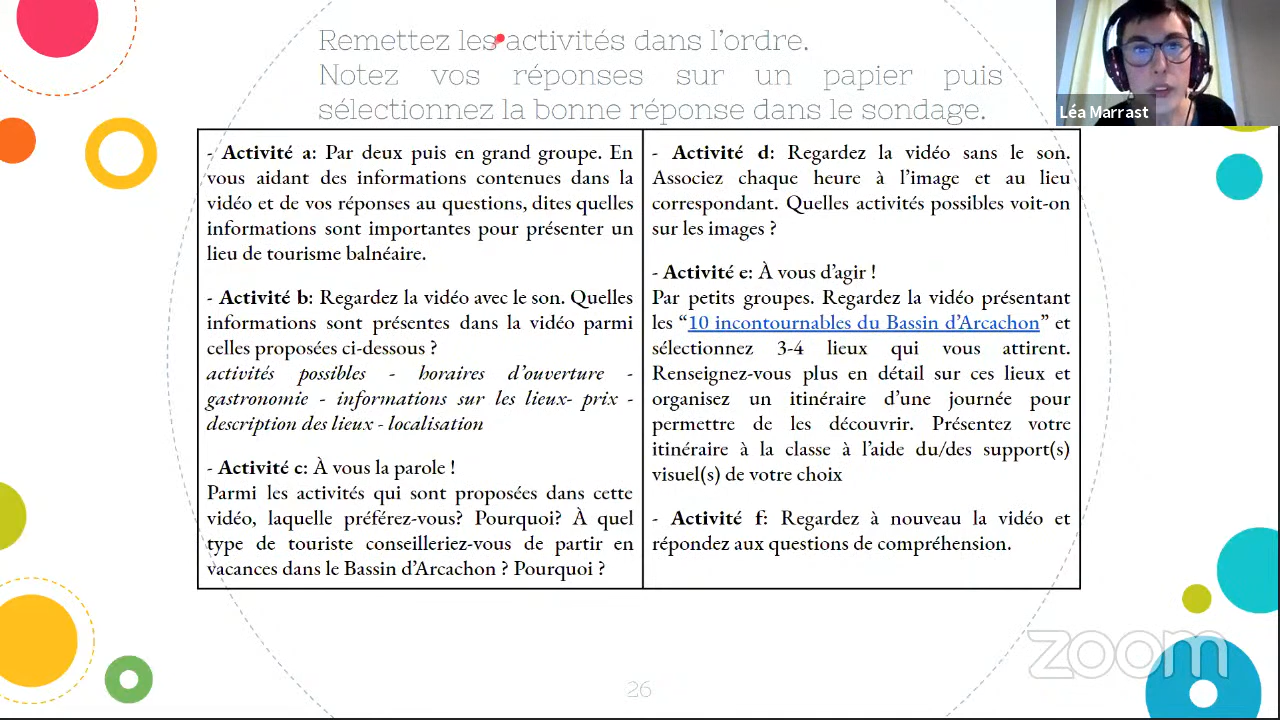 Remettez les activités dans l'ordre.
Notez vos réponses sur un papier puis
sélectionnez la bonne réponse dans le sondage.
Léa Marrast
- Activité a: Par deux puis en grand groupe. En
vous aidant des informations contenues dans la
vidéo et de vos réponses au questions, dites quelles
informations sont importantes pour présenter un
lieu de tourisme balnéaire.
- Activité b: Regardez la vidéo avec le son. Quelles
informations sont présentes dans la vidéo parmi
celles proposées ci-dessous ?
activités possibles - horaires d'ouverture -
gastronomie - informations sur les lieux- prix -
description des lieux - localisation
- Activité c: À vous la parole !
Parmi les activités qui sont proposées dans cette
vidéo, laquelle préférez-vous? Pourquoi? À quel
type de touriste conseilleriez-vous de partir en
vacances dans le Bassin d'Arcachon ? Pourquoi ?
- Activité d: Regardez la vidéo sans le son.
Associez chaque heure à l'image et au lieu
correspondant. Quelles activités possibles voit-on
sur les images ?
- Activité e: À vous d'agir !
Par petits groupes. Regardez la vidéo présentant
les “10 incontournables du Bassin d'Arcachon” et
sélectionnez 3-4 lieux qui vous attirent.
Renseignez-vous plus en détail sur ces lieux et
organisez un itinéraire d'une journée pour
permettre de les découvrir. Présentez votre
itinéraire à la classe à l'aide du/des support(s)
visuel(s) de votre choix
- Activité f: Regardez à nouveau la vidéo et
répondez aux questions de compréhension.
zoom
26